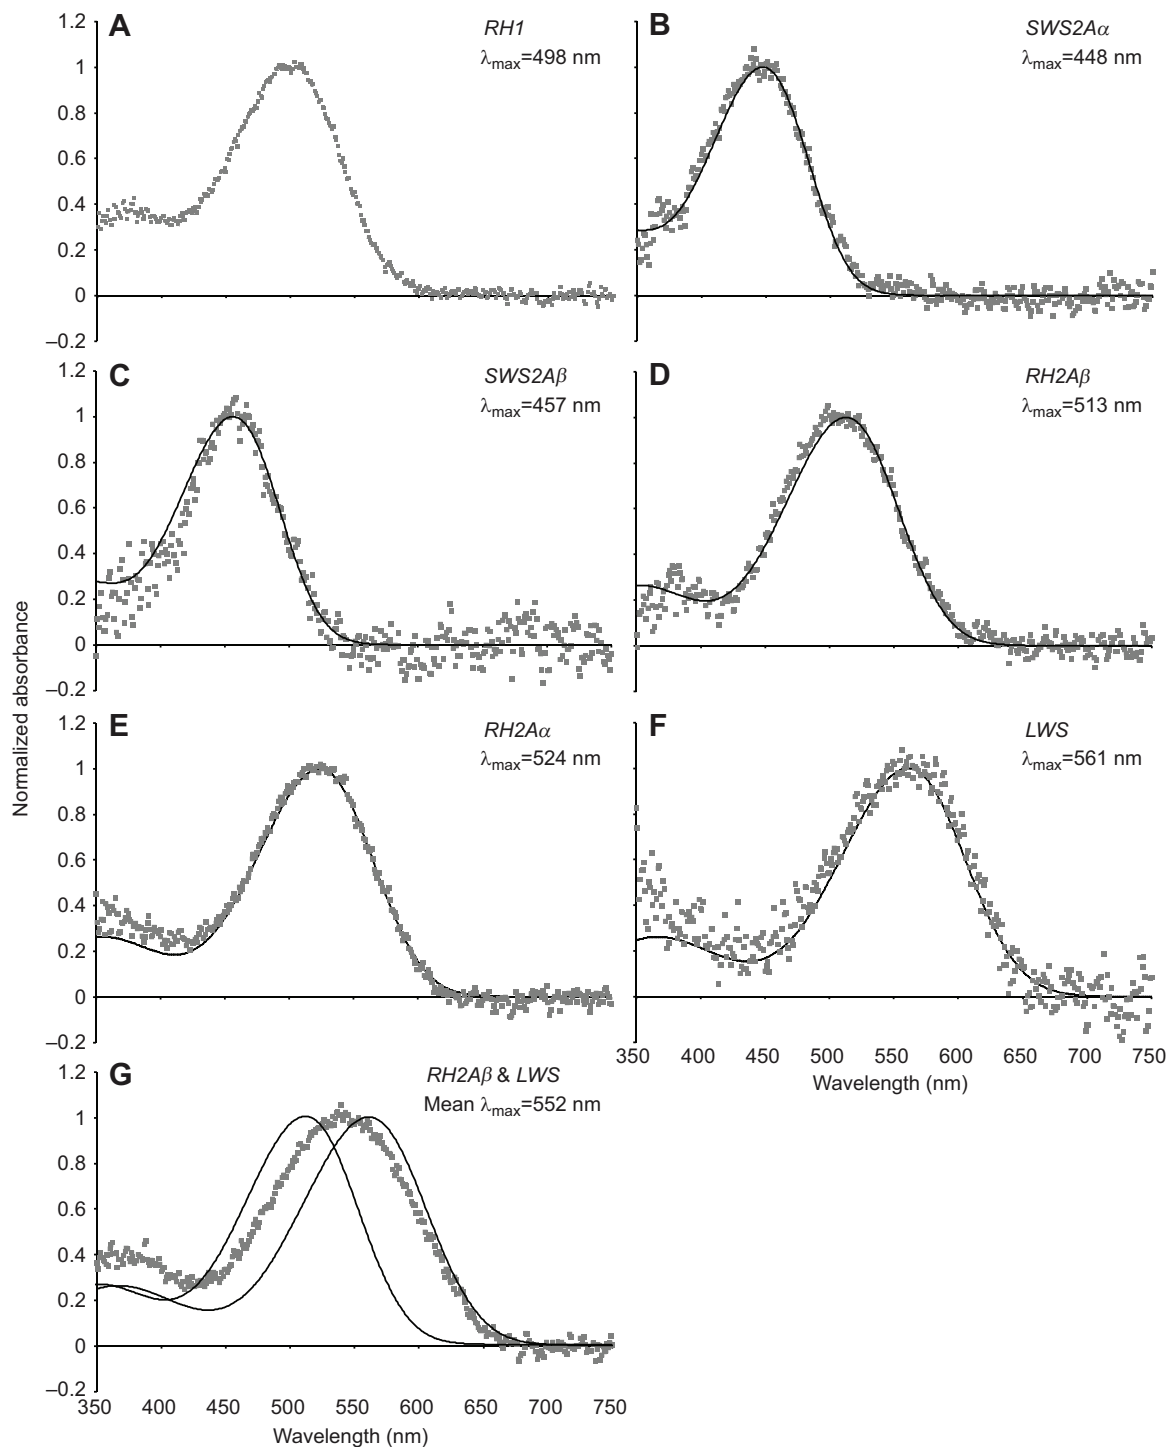 A
RH1
λmax=498 nm
1.2
1
0.8
0.6
0.4
0.2
0
–0.2
B
SWS2Aα
λmax=448 nm
C
SWS2Aβ
λmax=457 nm
1.2
1
0.8
0.6
0.4
0.2
0
–0.2
D
RH2Aβ
λmax=513 nm
Normalized absorbance
E
RH2Aα
λmax=524 nm
1.2
1
0.8
0.6
0.4
0.2
0
–0.2
F
LWS
λmax=561 nm
350 400 450 500 550 600 650 700 750
Wavelength (nm)
G
RH2Aβ & LWS
Mean λmax=552 nm
1.2
1
0.8
0.6
0.4
0.2
0
–0.2
350 400 450 500 550 600 650 700 750
Wavelength (nm)